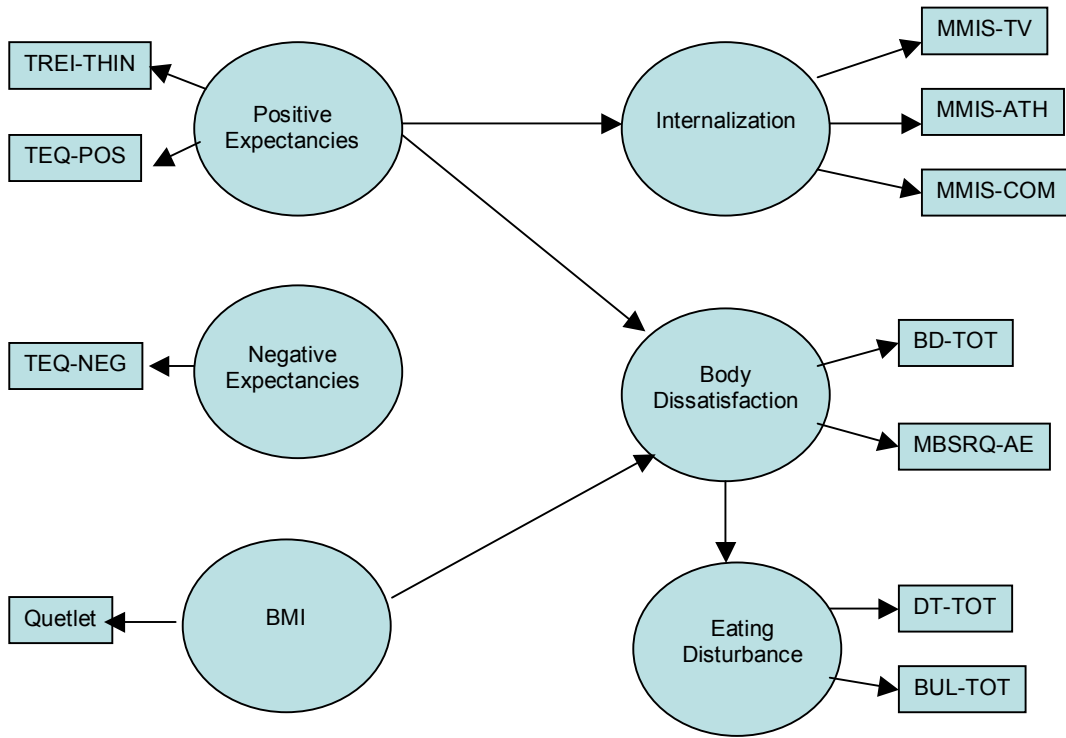 TREI-THIN
TEQ-POS
Positive
Expectancies
Internalization
MMIS-TV
MMIS-ATH
MMIS-COM
TEQ-NEG
Negative
Expectancies
Body
Dissatisfaction
BD-TOT
MBSRQ-AE
Quetlet
BMI
Eating
Disturbance
DT-TOT
BUL-TOT